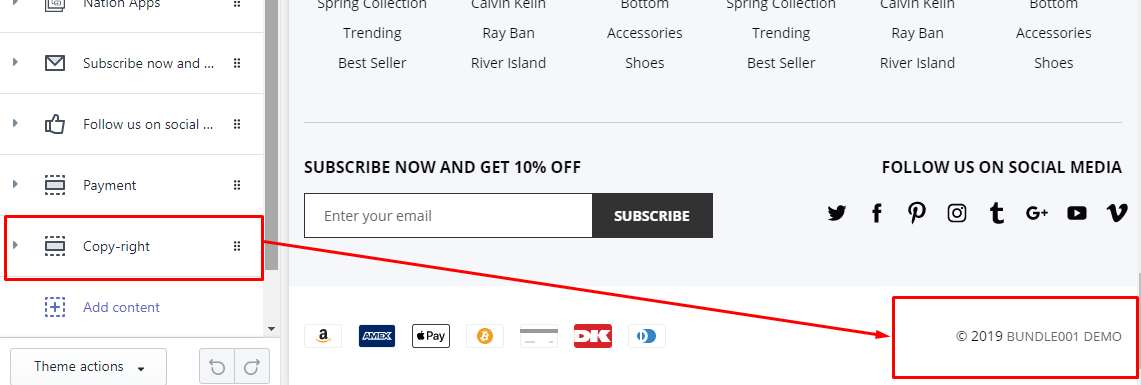 Nation Apps
Subscribe now and ...
Follow us on social ...
Payment
Copy-right
Add content
Theme actions
Spring Collection Calvin Kelin Bottom Spring Collection Calvin Kelin Bottom
Trending Ray Ban Accessories Trending Ray Ban Accessories
Best Seller River Island Shoes Best Seller River Island Shoes
SUBSCRIBE NOW AND GET 10% OFF
FOLLOW US ON SOCIAL MEDIA
Enter your email SUBSCRIBE
a AMEX Pay DK
© 2019 BUNDLE001 DEMO